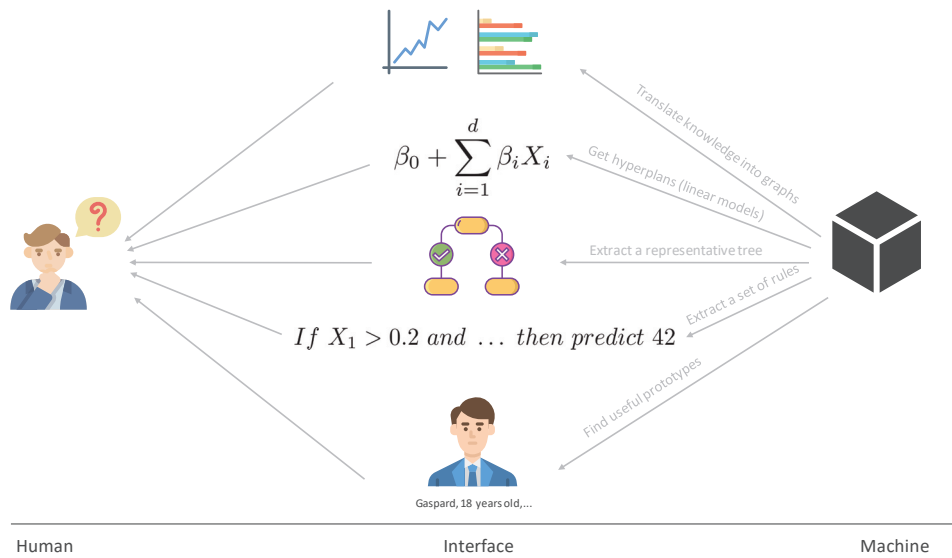 Translate knowledge into graphs
β₀ + ∑ᵢ₌₁ᵈ βᵢXᵢ
Get hyperplans (linear models)
?
Extract a representative tree
Extract a set of rules
If X₁ > 0.2 and … then predict 42
Find useful prototypes
Gaspard, 18 years old,...
Human Interface Machine